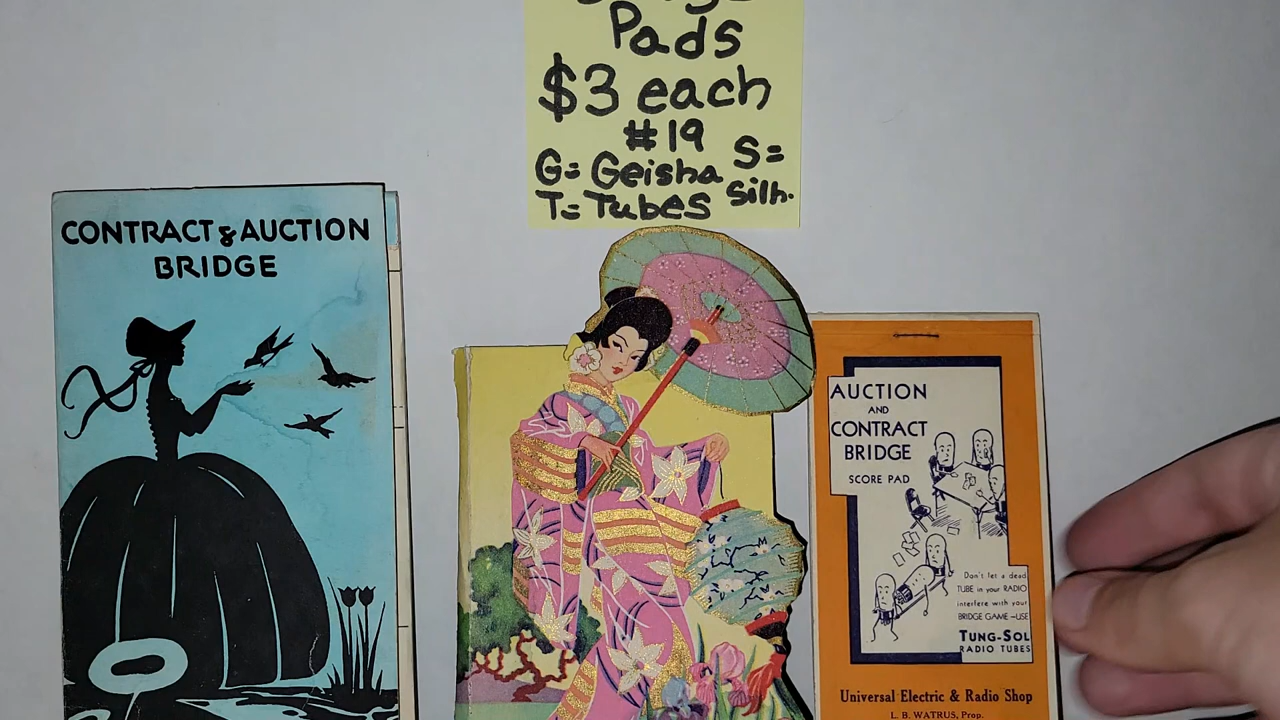 Pads
$3 each
#19
G= Geisha S=
T= Tubes Silh.
CONTRACT & AUCTION
BRIDGE
AUCTION
AND
CONTRACT
BRIDGE
SCORE PAD
Don't let a dead
TUBE in your RADIO
interfere with your
BRIDGE GAME—USE
TUNG-SOL
RADIO TUBES
Universal Electric & Radio Shop
L. B. WATRUS, Prop.